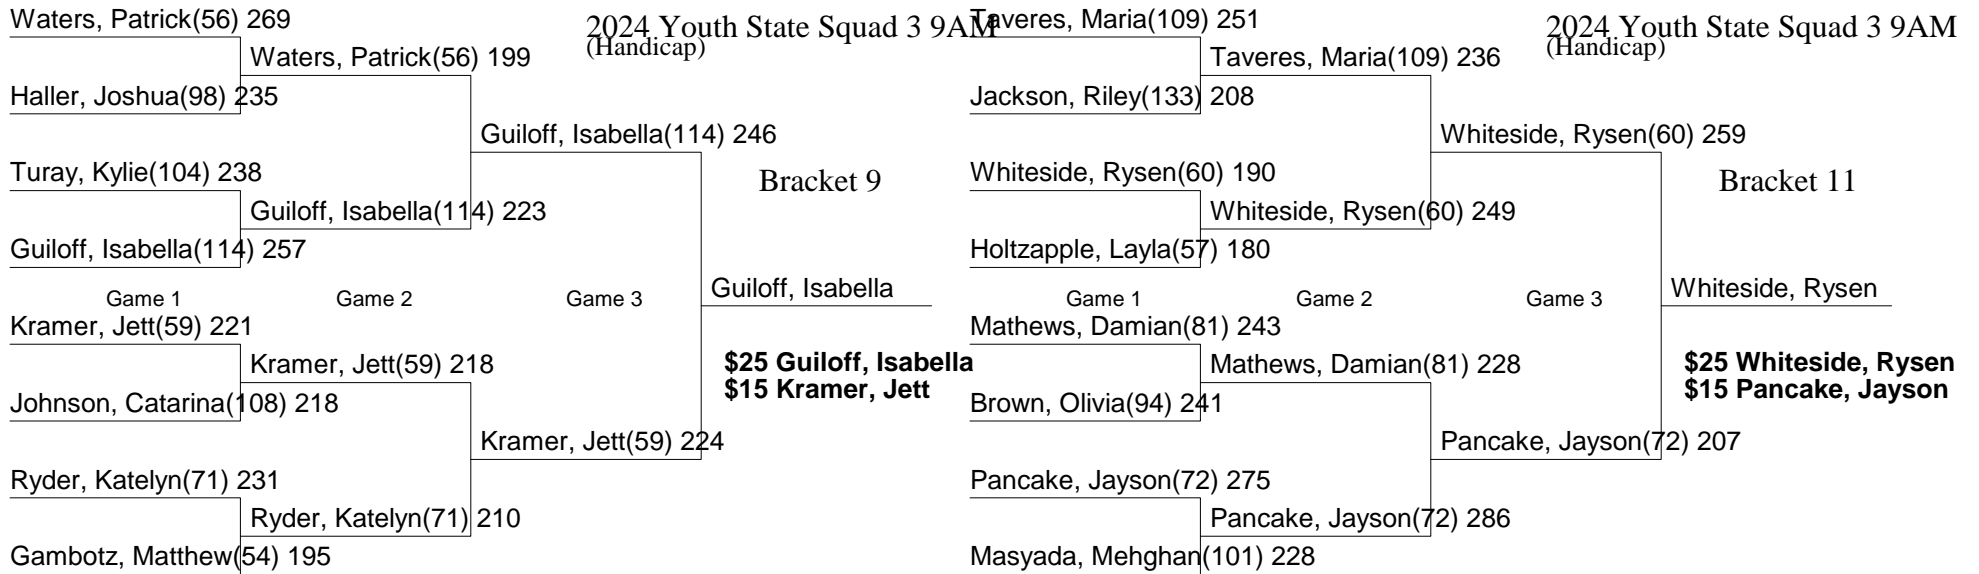 2024 Youth State Squad 3 9AM
(Handicap)
Waters, Patrick(56) 269
Waters, Patrick(56) 199
Haller, Joshua(98) 235
Guiloff, Isabella(114) 246
Turay, Kylie(104) 238
Bracket 9
Guiloff, Isabella(114) 223
Guiloff, Isabella(114) 257
Guiloff, Isabella
Game 1
Game 2
Game 3
Kramer, Jett(59) 221
Kramer, Jett(59) 218
$25 Guiloff, Isabella
$15 Kramer, Jett
Johnson, Catarina(108) 218
Kramer, Jett(59) 224
Ryder, Katelyn(71) 231
Ryder, Katelyn(71) 210
Gambotz, Matthew(54) 195
2024 Youth State Squad 3 9AM
(Handicap)
Taveres, Maria(109) 251
Taveres, Maria(109) 236
Jackson, Riley(133) 208
Whiteside, Rysen(60) 259
Whiteside, Rysen(60) 190
Bracket 11
Whiteside, Rysen(60) 249
Holtzapple, Layla(57) 180
Whiteside, Rysen
Game 1
Game 2
Game 3
Mathews, Damian(81) 243
Mathews, Damian(81) 228
$25 Whiteside, Rysen
$15 Pancake, Jayson
Brown, Olivia(94) 241
Pancake, Jayson(72) 207
Pancake, Jayson(72) 275
Pancake, Jayson(72) 286
Masyada, Mehghan(101) 228